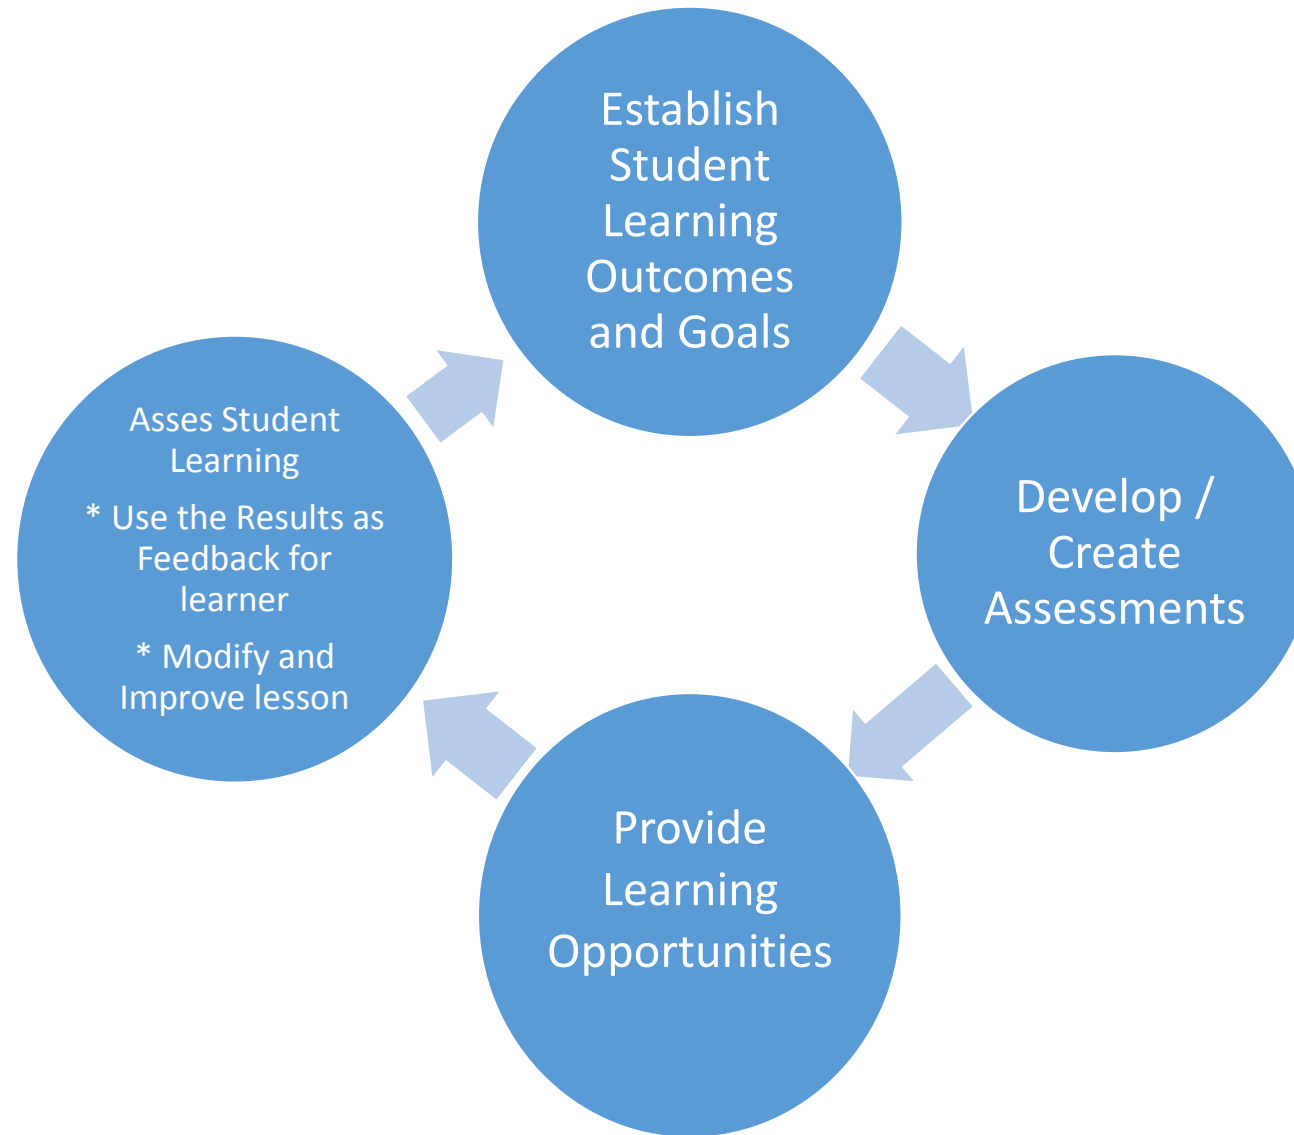 Establish
Student
Learning
Outcomes
and Goals
Develop /
Create
Assessments
Provide
Learning
Opportunities
Asses Student
Learning
* Use the Results as
Feedback for
learner
* Modify and
Improve lesson